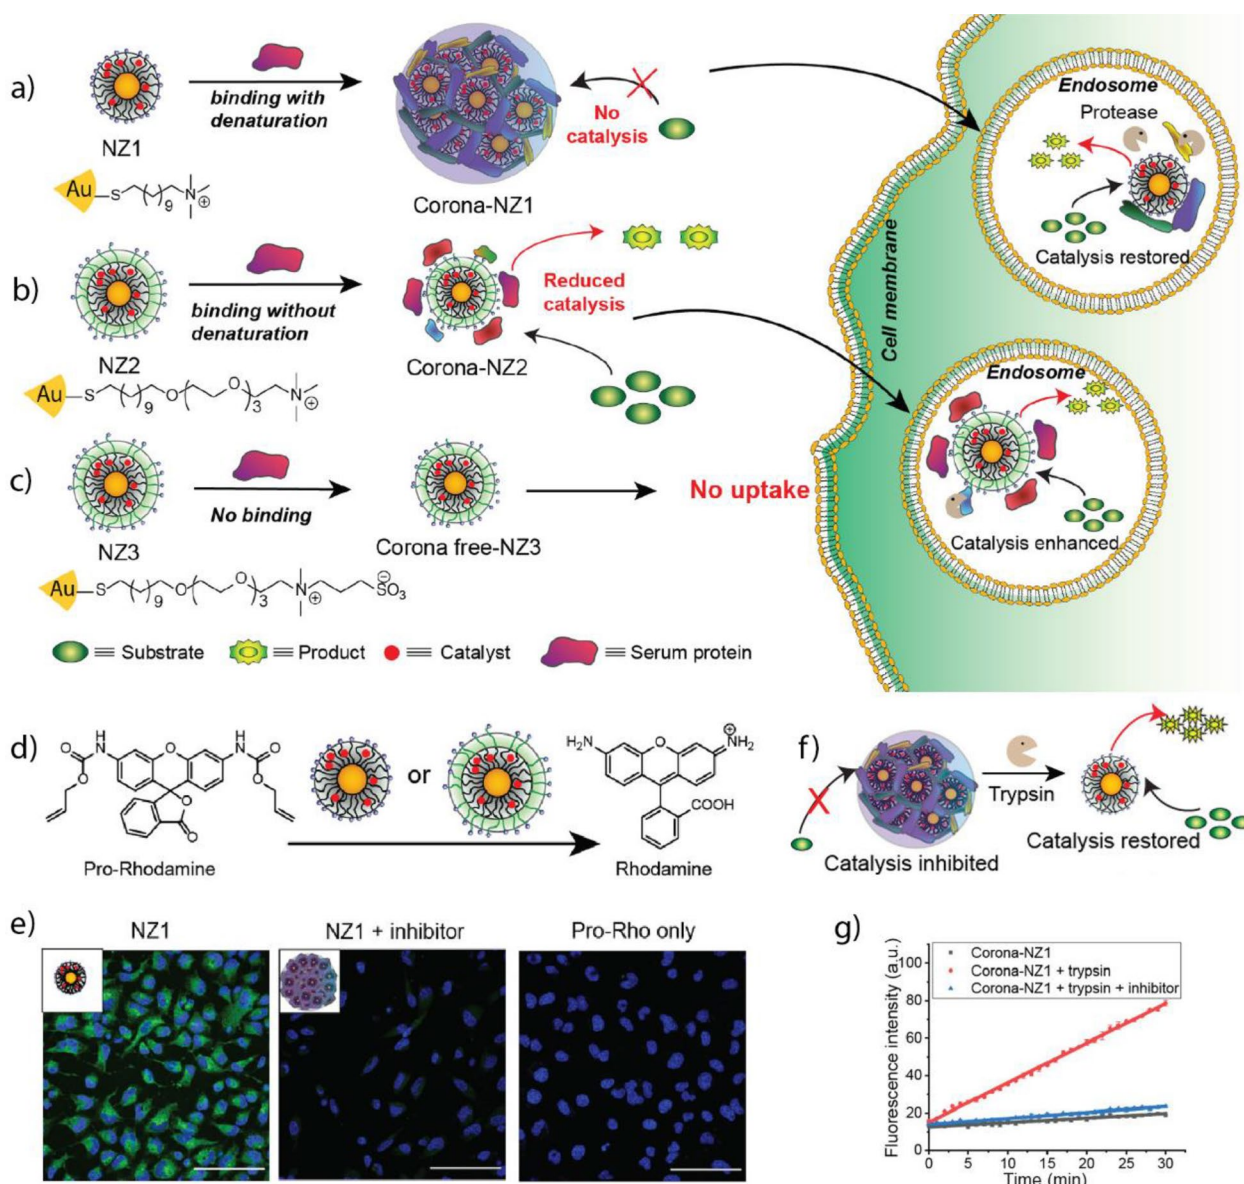 a)
NZ1
binding with
denaturation
Corona-NZ1
No
catalysis
Au
S
9
N
⊕
Endosome
Protease
Catalysis restored
b)
NZ2
binding without
denaturation
Corona-NZ2
Reduced
catalysis
Au
S
9
O
O
3
N
⊕
Cell membrane
Endosome
Catalysis enhanced
c)
NZ3
No binding
Corona free-NZ3
No uptake
Au
S
9
O
O
3
N
⊕
⊖
SO3
Substrate
Product
Catalyst
Serum protein
d)
H
N
O
O
O
H
N
O
O
O
O
Pro-Rhodamine
or
H2N
O
⊕
NH2
COOH
Rhodamine
f)
Catalysis inhibited
Trypsin
Catalysis restored
e)
NZ1
NZ1 + inhibitor
Pro-Rho only
g)
Corona-NZ1
Corona-NZ1 + trypsin
Corona-NZ1 + trypsin + inhibitor
Fluorescence intensity (a.u.)
100
80
60
40
20
0
0 5 10 15 20 25 30
Time (min)